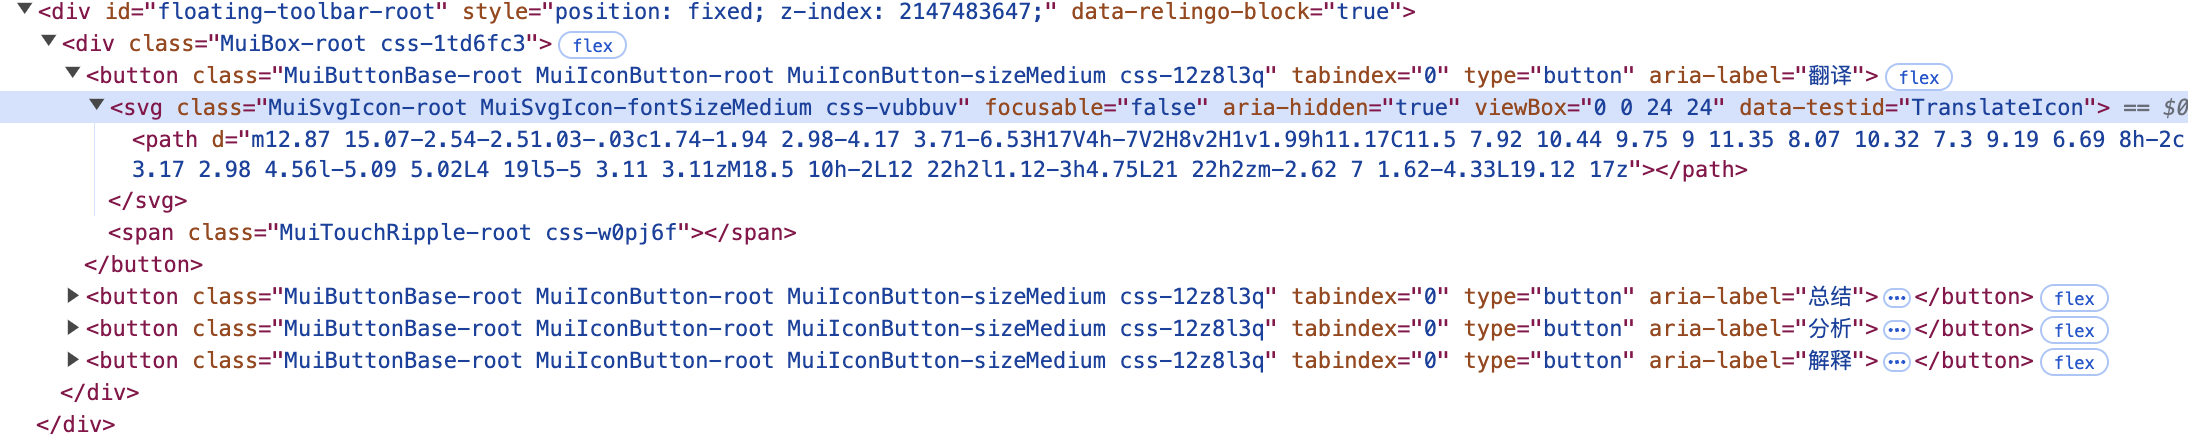 ▼<div id="floating-toolbar-root" style="position: fixed; z-index: 2147483647;" data-relingo-block="true">
▼<div class="MuiBox-root css-1td6fc3"> flex
▼<button class="MuiButtonBase-root MuiIconButton-root MuiIconButton-sizeMedium css-12z8l3q" tabindex="0" type="button" aria-label="翻译"> flex
▼<svg class="MuiSvgIcon-root MuiSvgIcon-fontSizeMedium css-vubbuv" focusable="false" aria-hidden="true" viewBox="0 0 24 24" data-testid="TranslateIcon"> == $0
<path d="m12.87 15.07-2.54-2.51.03-.03c1.74-1.94 2.98-4.17 3.71-6.53H17V4h-7V2H8v2H1v1.99h11.17C11.5 7.92 10.44 9.75 9 11.35 8.07 10.32 7.3 9.19 6.69 8h-2c
3.17 2.98 4.56l-5.09 5.02L4 19l5-5 3.11 3.11zM18.5 10h-2L12 22h2l1.12-3h4.75L21 22h2zm-2.62 7 1.62-4.33L19.12 17z"></path>
</svg>
<span class="MuiTouchRipple-root css-w0pj6f"></span>
</button>
▶<button class="MuiButtonBase-root MuiIconButton-root MuiIconButton-sizeMedium css-12z8l3q" tabindex="0" type="button" aria-label="总结">…</button> flex
▶<button class="MuiButtonBase-root MuiIconButton-root MuiIconButton-sizeMedium css-12z8l3q" tabindex="0" type="button" aria-label="分析">…</button> flex
▶<button class="MuiButtonBase-root MuiIconButton-root MuiIconButton-sizeMedium css-12z8l3q" tabindex="0" type="button" aria-label="解释">…</button> flex
</div>
</div>